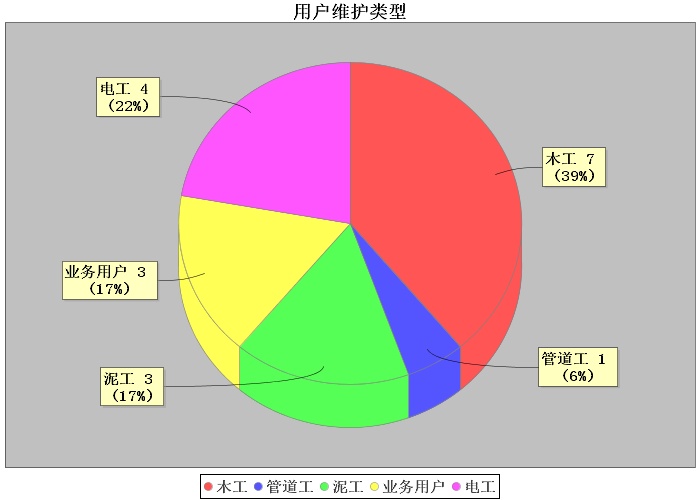 用户维护类型
电工 4
(22%)
木工 7
(39%)
业务用户 3
(17%)
管道工 1
(6%)
泥工 3
(17%)
木工 管道工 泥工 业务用户 电工